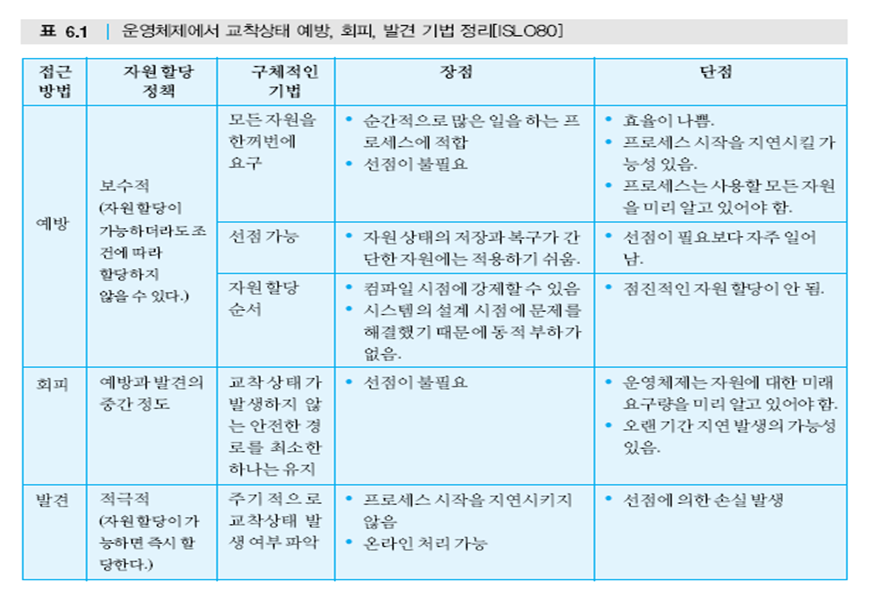 표 6.1 | 운영체제에서 교착상태 예방, 회피, 발견 기법 정리[ISLO80]
접근
방법
자원 할당
정책
구체적인
기법
장점
단점
예방
보수적
(자원할당이
가능하더라도 조
건에 따라
할당하지
않을 수 있다.)
모든 자원을
한꺼번에
요구
• 순간적으로 많은 일을 하는 프
로세스에 적합
• 선점이 불필요
• 효율이 나쁨.
• 프로세스 시작을 지연시킬 가
능성 있음.
• 프로세스는 사용할 모든 자원
을 미리 알고 있어야 함.
선점 가능
• 자원 상태의 저장과 복구가 간
단한 자원에는 적용하기 쉬움.
• 선점이 필요보다 자주 일어
남.
자원 할당
순서
• 컴파일 시점에 강제할 수 있음
• 시스템의 설계 시점에 문제를
해결했기 때문에 동적 부하가
없음.
• 점진적인 자원 할당이 안 됨.
회피
예방과 발견의
중간 정도
교착 상태가
발생하지 않
는 안전한 경
로를 최소한
하나는 유지
• 선점이 불필요
• 운영체제는 자원에 대한 미래
요구량을 미리 알고 있어야 함.
• 오랜 기간 지연 발생의 가능성
있음.
발견
적극적
(자원할당이 가
능하면 즉시 할
당한다.)
주기적으로
교착상태 발
생 여부 파악
• 프로세스 시작을 지연시키지
않음
• 온라인 처리 가능
• 선점에 의한 손실 발생